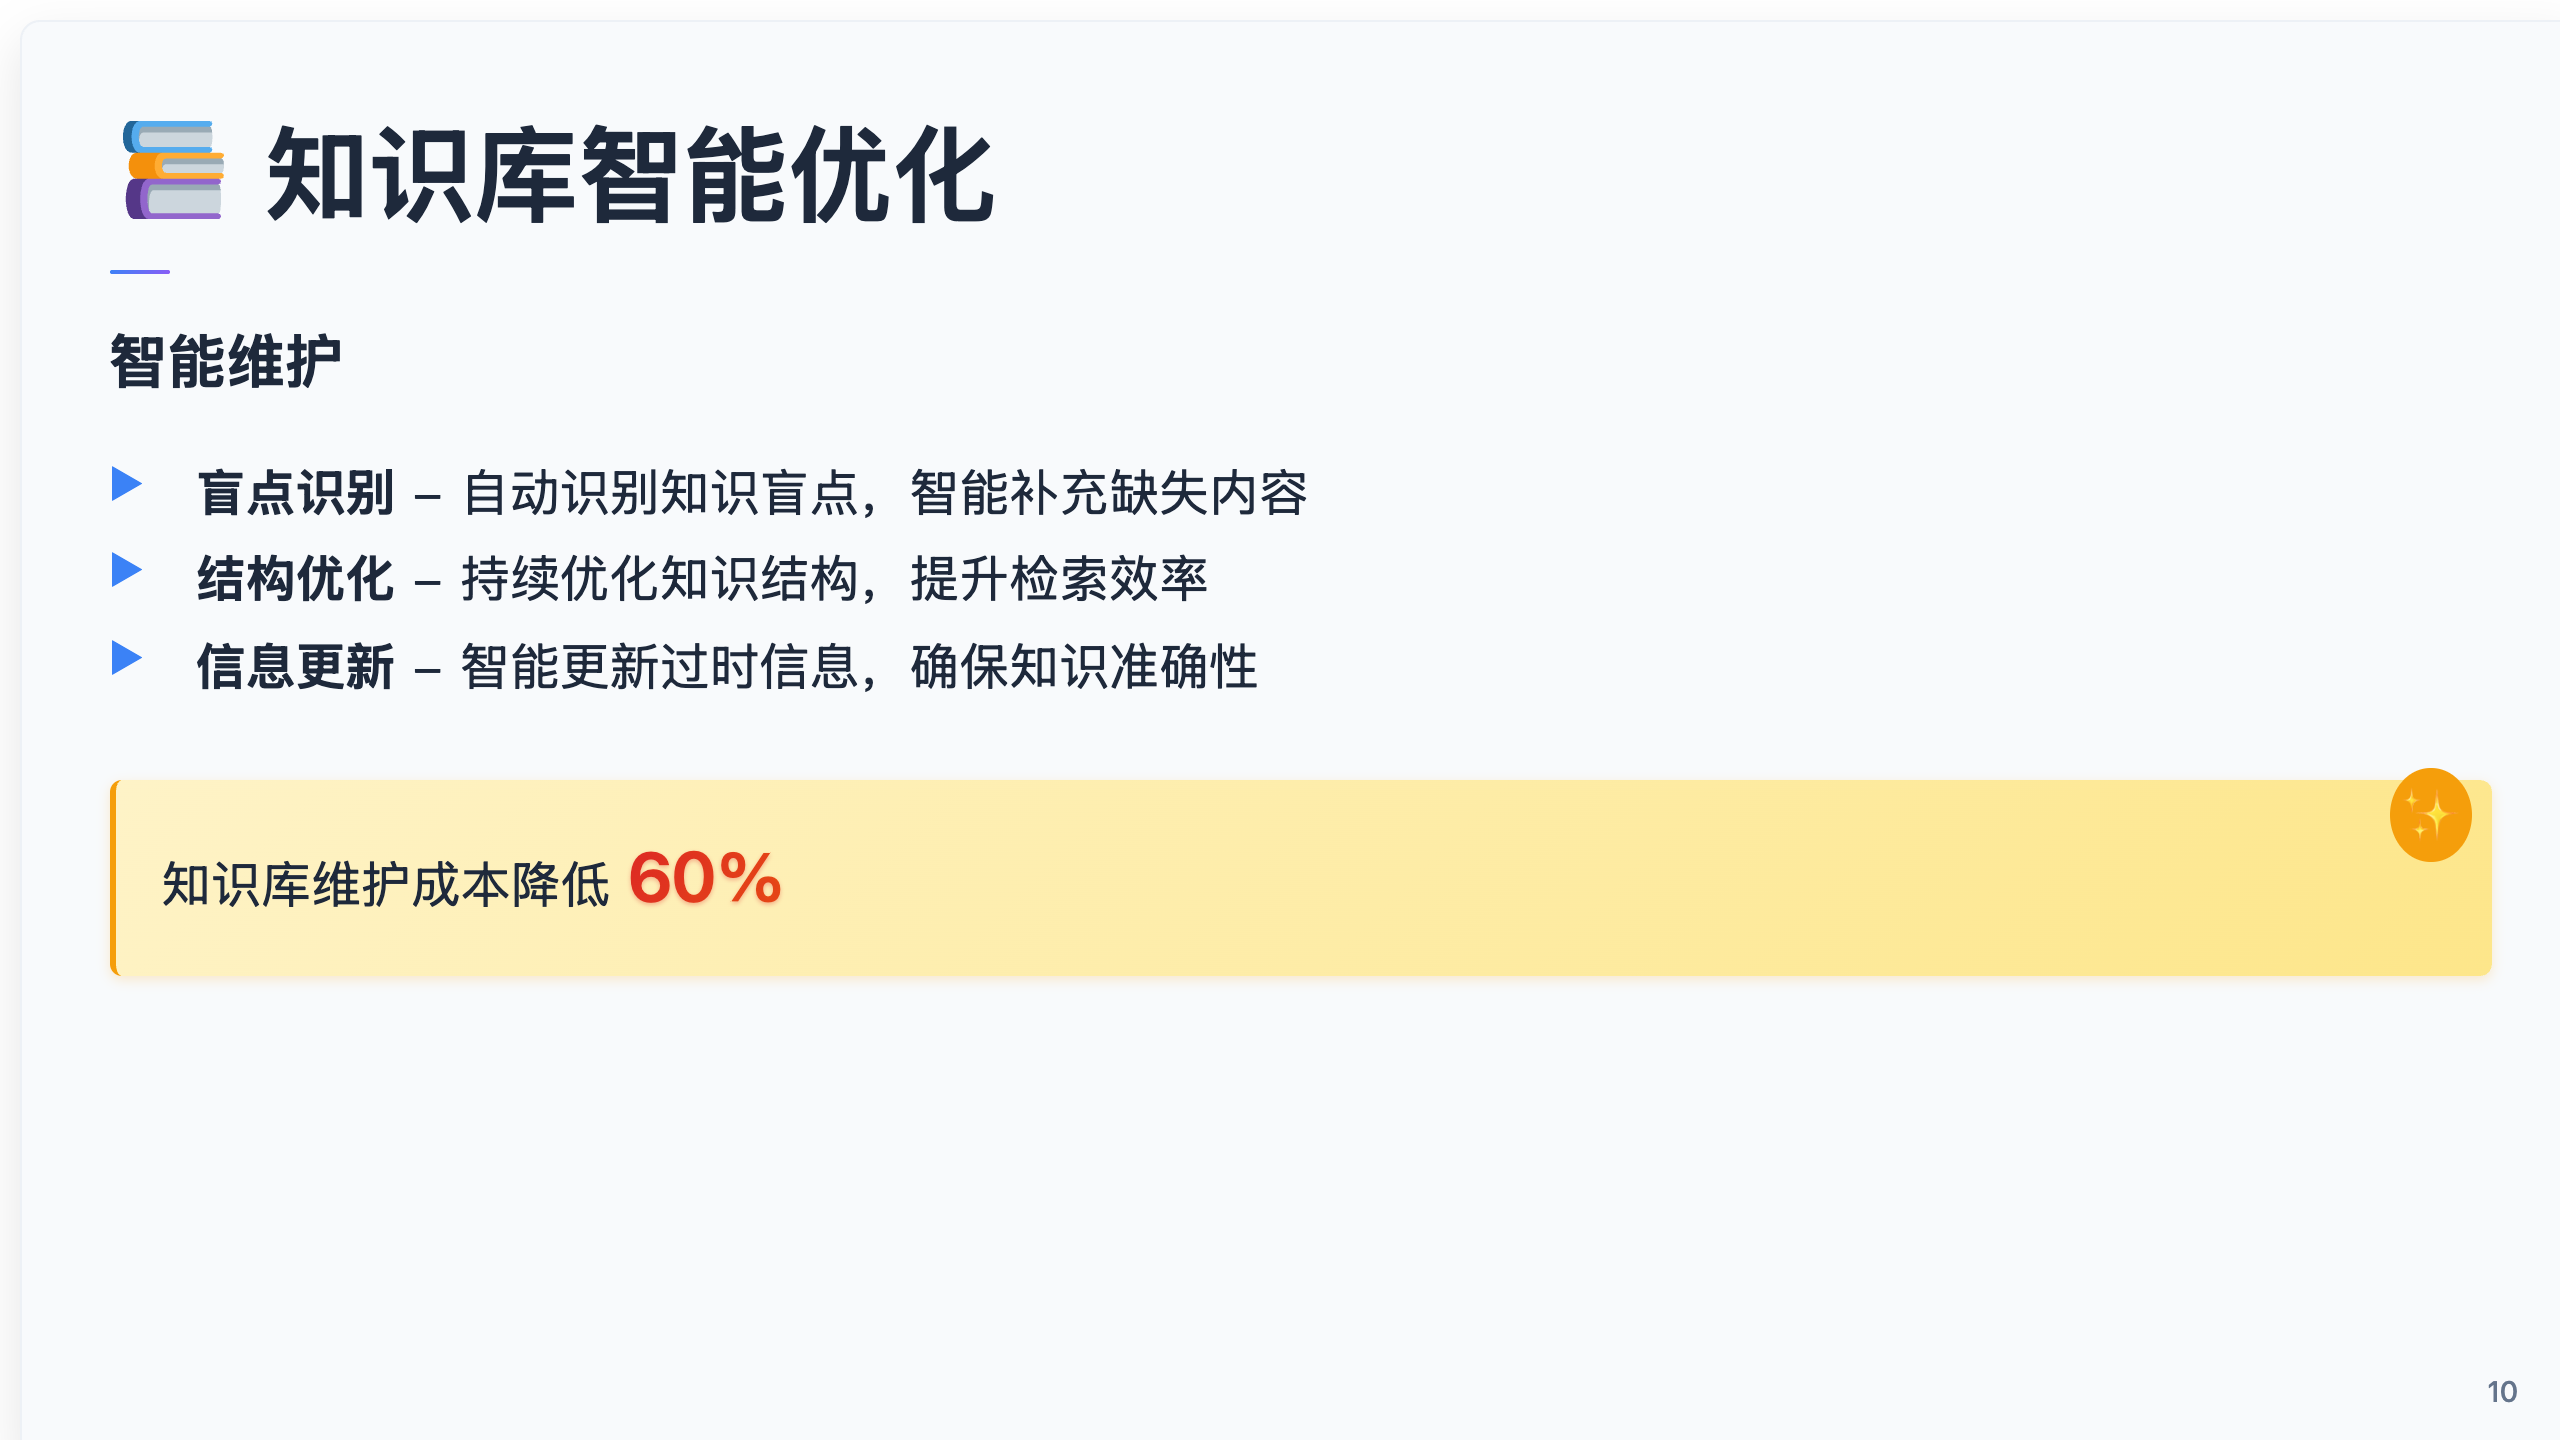 知识库智能优化
智能维护
盲点识别 – 自动识别知识盲点，智能补充缺失内容
结构优化 – 持续优化知识结构，提升检索效率
信息更新 – 智能更新过时信息，确保知识准确性
知识库维护成本降低 60%
10